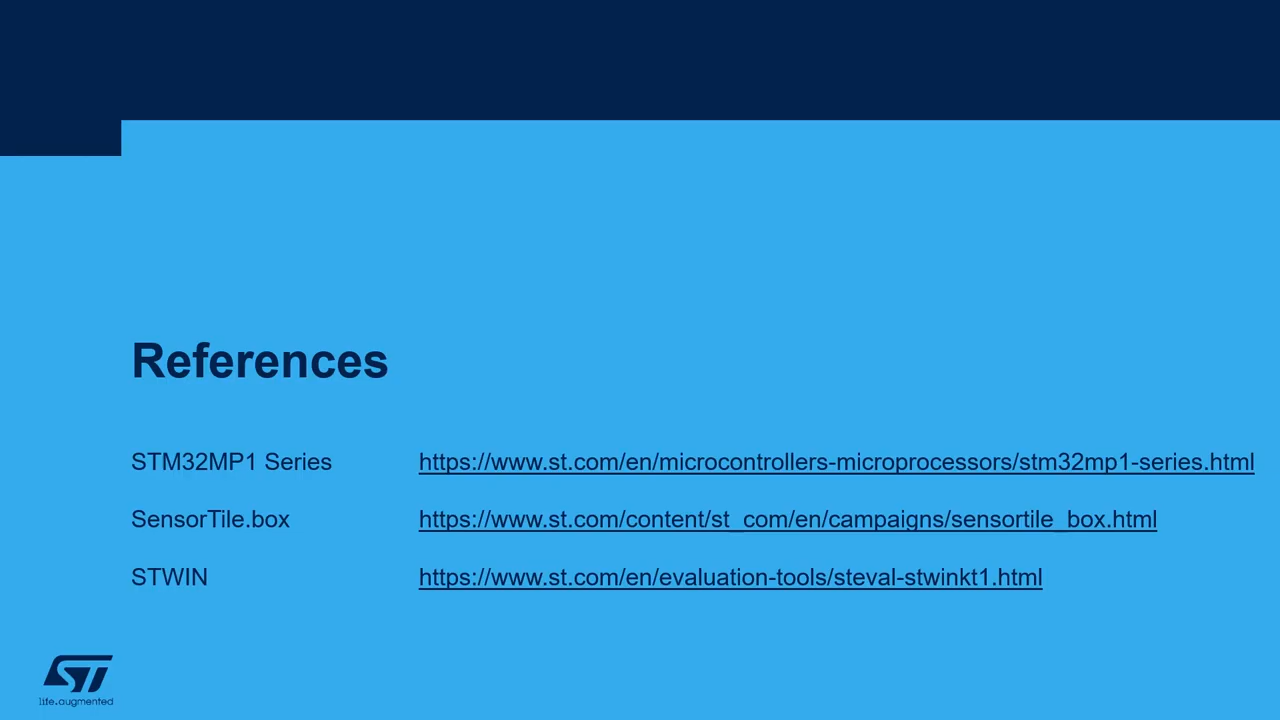 References
STM32MP1 Series https://www.st.com/en/microcontrollers-microprocessors/stm32mp1-series.html
SensorTile.box https://www.st.com/content/st_com/en/campaigns/sensortile_box.html
STWIN https://www.st.com/en/evaluation-tools/steval-stwinkt1.html
ST
life.augmented